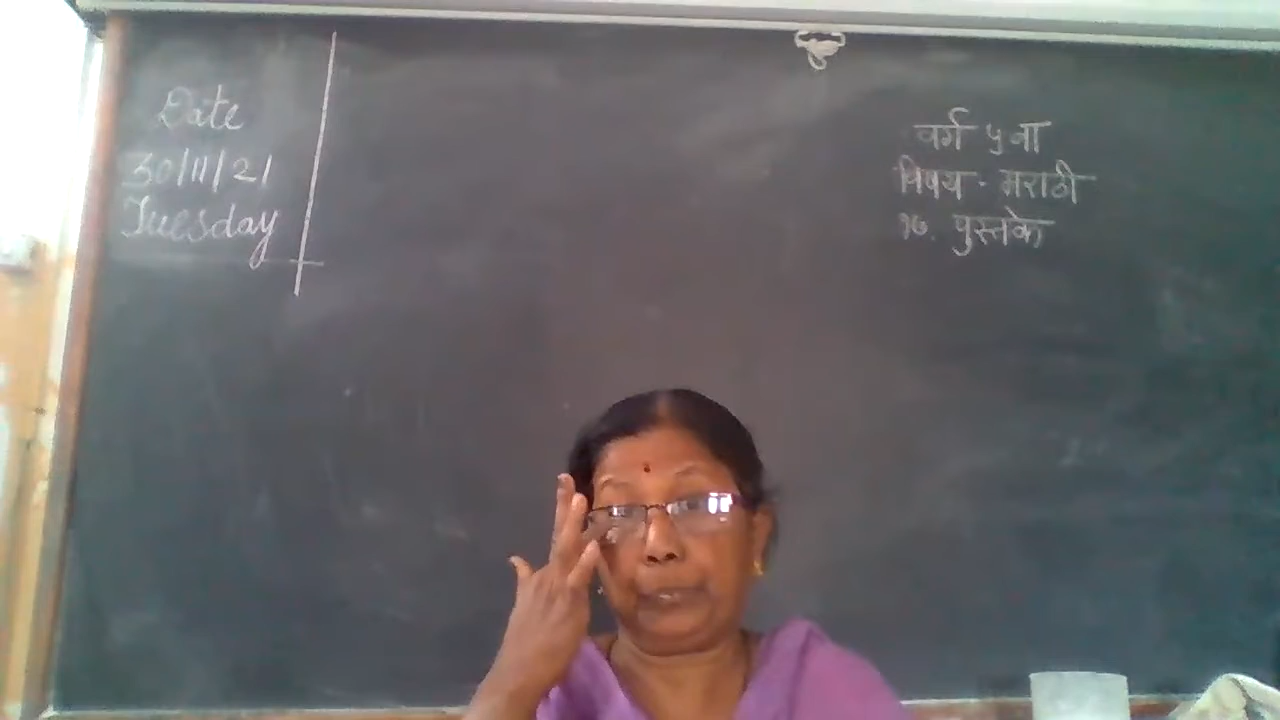 Date
30/11/21
Tuesday
वर्ग ५ वा
विषय - मराठी
१७. पुस्तके